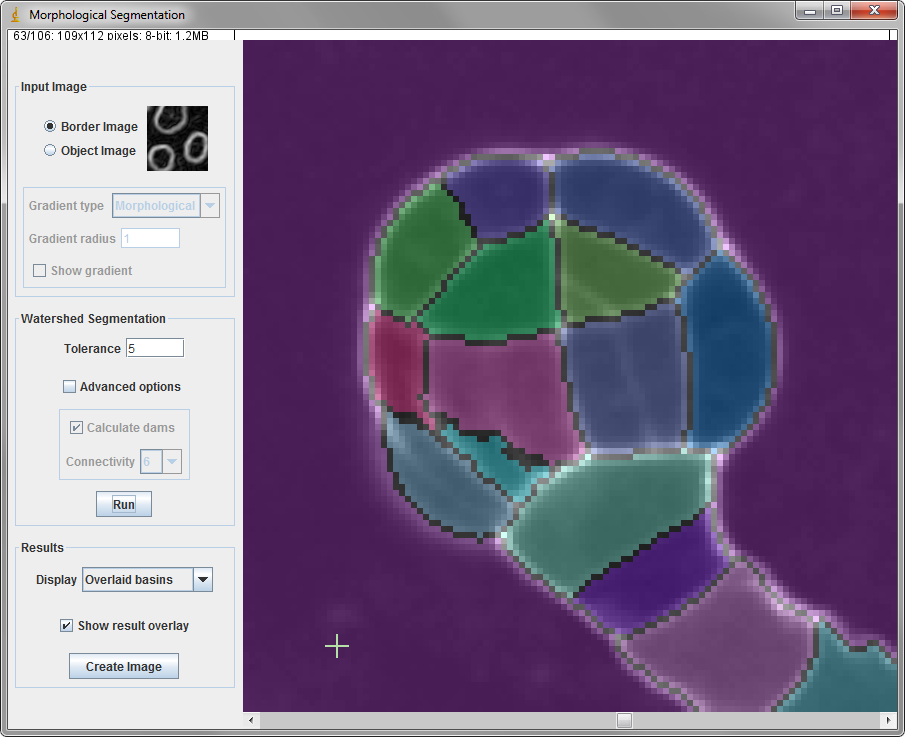 Morphological Segmentation
63/106; 109x112 pixels; 8-bit; 1.2MB
Input Image
Border Image
Object Image
Gradient type Morphological
Gradient radius 1
Show gradient
Watershed Segmentation
Tolerance 5
Advanced options
Calculate dams
Connectivity 6
Run
Results
Display Overlaid basins
Show result overlay
Create Image